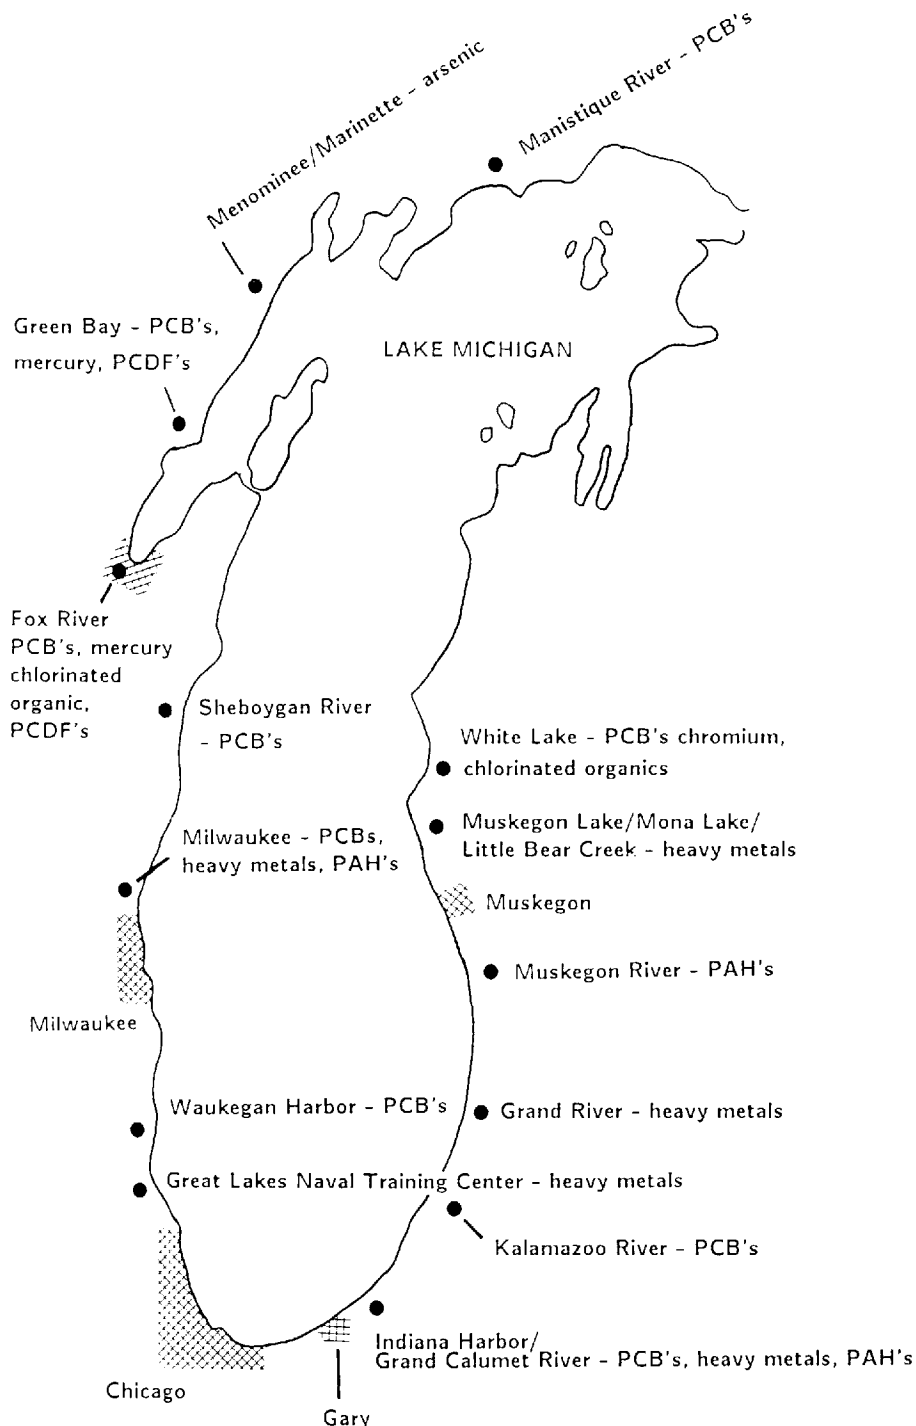 Menominee/Marinette - arsenic
Manistique River - PCB's
Green Bay - PCB's,
mercury, PCDF's
LAKE MICHIGAN
Fox River
PCB's, mercury
chlorinated
organic,
PCDF's
Sheboygan River
- PCB's
White Lake - PCB's chromium,
chlorinated organics
Milwaukee - PCBs,
heavy metals, PAH's
Muskegon Lake/Mona Lake/
Little Bear Creek - heavy metals
Muskegon
Muskegon River - PAH's
Milwaukee
Waukegan Harbor - PCB's
Grand River - heavy metals
Great Lakes Naval Training Center - heavy metals
Kalamazoo River - PCB's
Indiana Harbor/
Grand Calumet River - PCB's, heavy metals, PAH's
Chicago
Gary